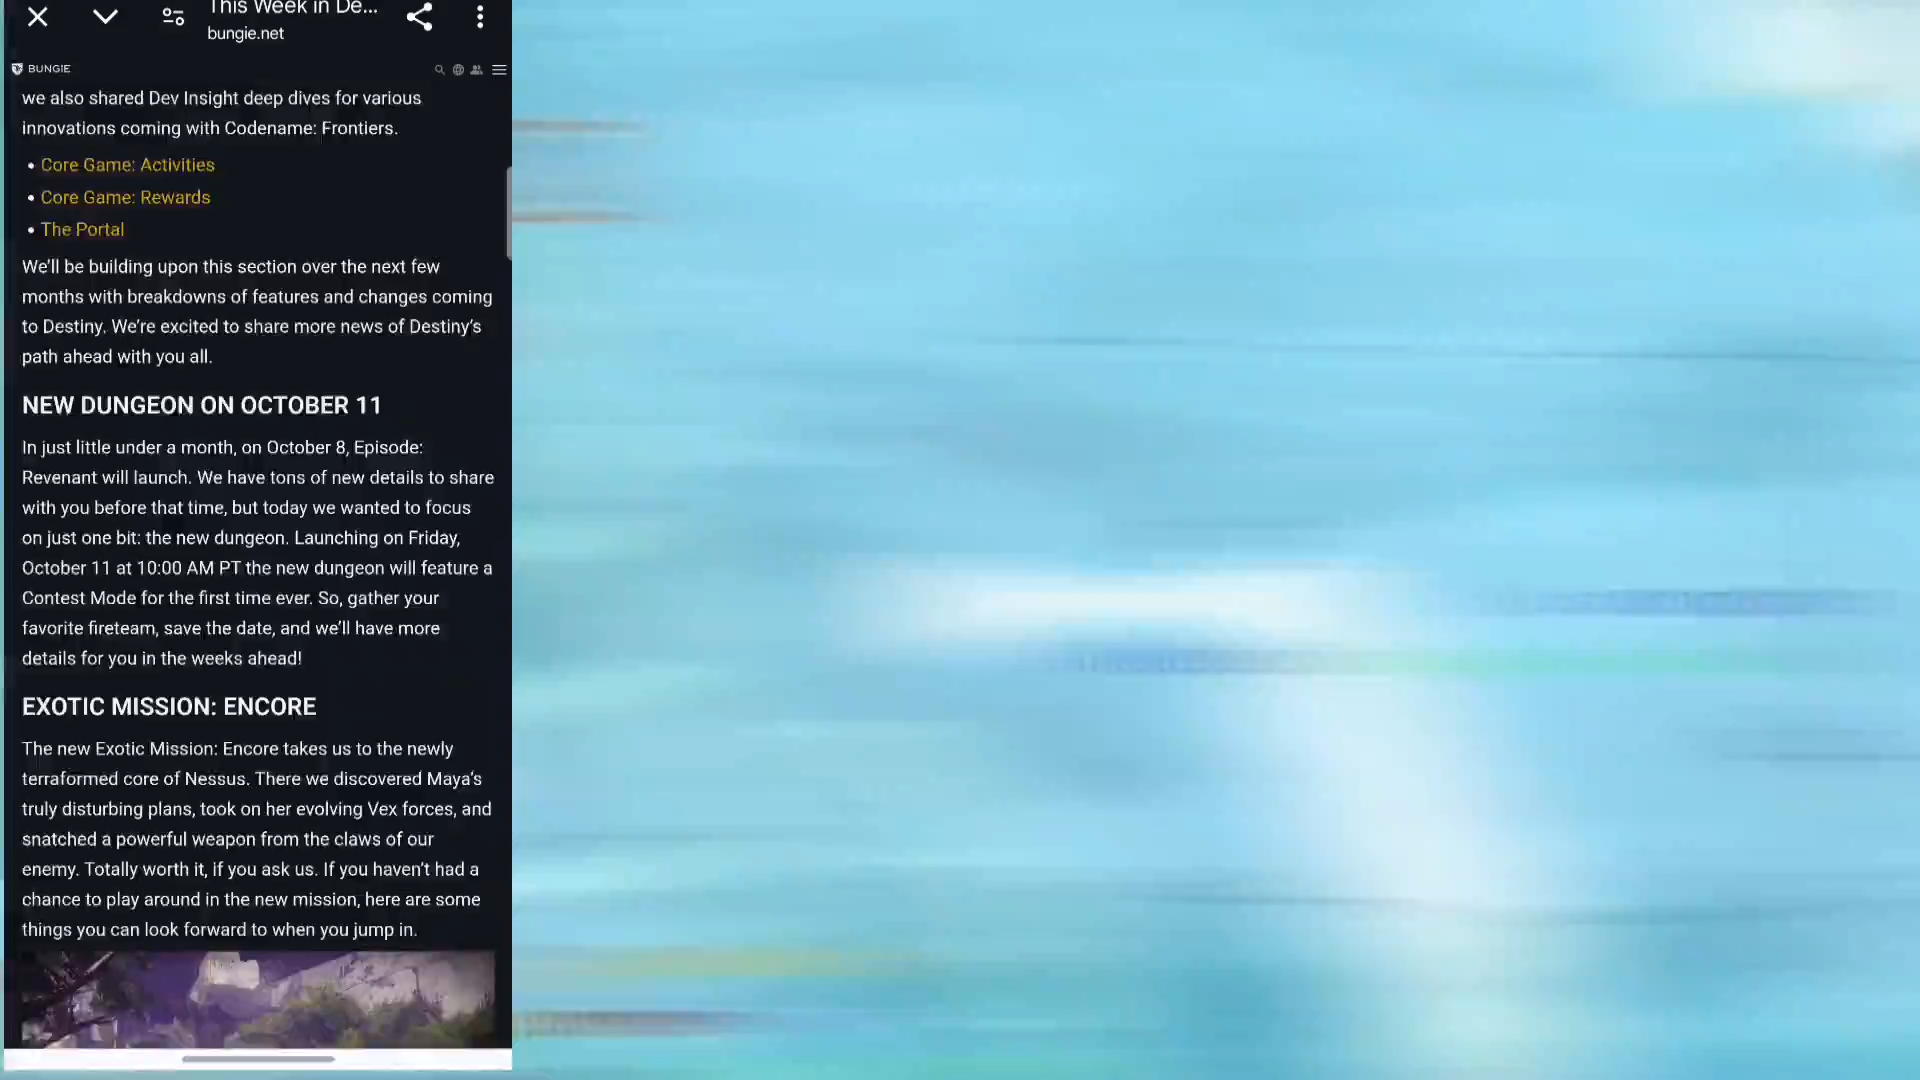 This Week in De...
bungie.net
BUNGIE
we also shared Dev Insight deep dives for various
innovations coming with Codename: Frontiers.
• Core Game: Activities
• Core Game: Rewards
• The Portal
We’ll be building upon this section over the next few
months with breakdowns of features and changes coming
to Destiny. We’re excited to share more news of Destiny’s
path ahead with you all.
NEW DUNGEON ON OCTOBER 11
In just little under a month, on October 8, Episode:
Revenant will launch. We have tons of new details to share
with you before that time, but today we wanted to focus
on just one bit: the new dungeon. Launching on Friday,
October 11 at 10:00 AM PT the new dungeon will feature a
Contest Mode for the first time ever. So, gather your
favorite fireteam, save the date, and we’ll have more
details for you in the weeks ahead!
EXOTIC MISSION: ENCORE
The new Exotic Mission: Encore takes us to the newly
terraformed core of Nessus. There we discovered Maya’s
truly disturbing plans, took on her evolving Vex forces, and
snatched a powerful weapon from the claws of our
enemy. Totally worth it, if you ask us. If you haven’t had a
chance to play around in the new mission, here are some
things you can look forward to when you jump in.